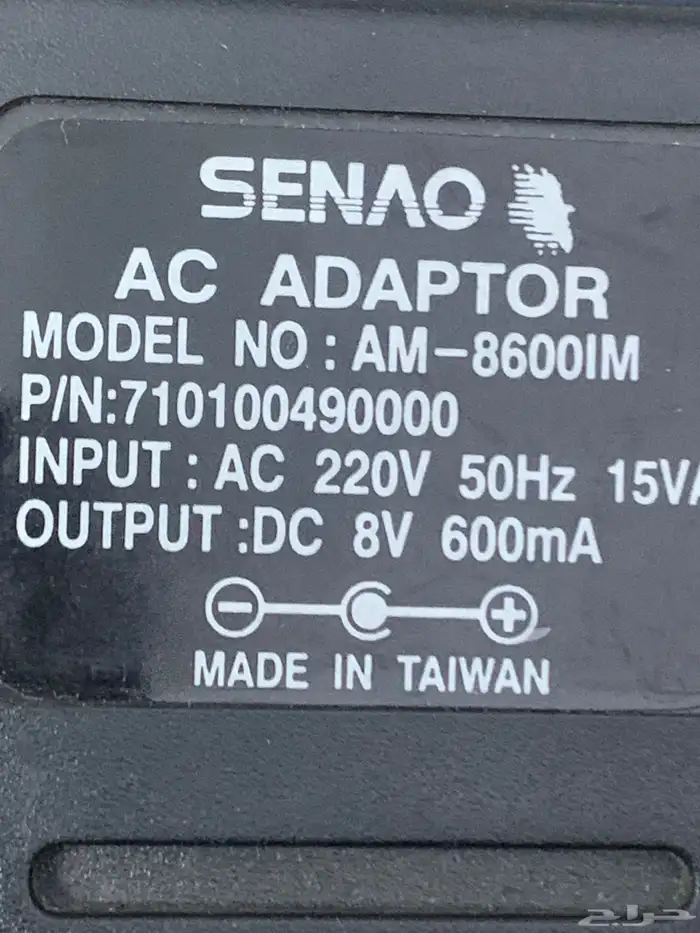 SENAO
AC ADAPTOR
MODEL NO : AM-8600IM
P/N:710100490000
INPUT : AC 220V 50Hz 15VA
OUTPUT :DC 8V 600mA
− +
MADE IN TAIWAN
حراج